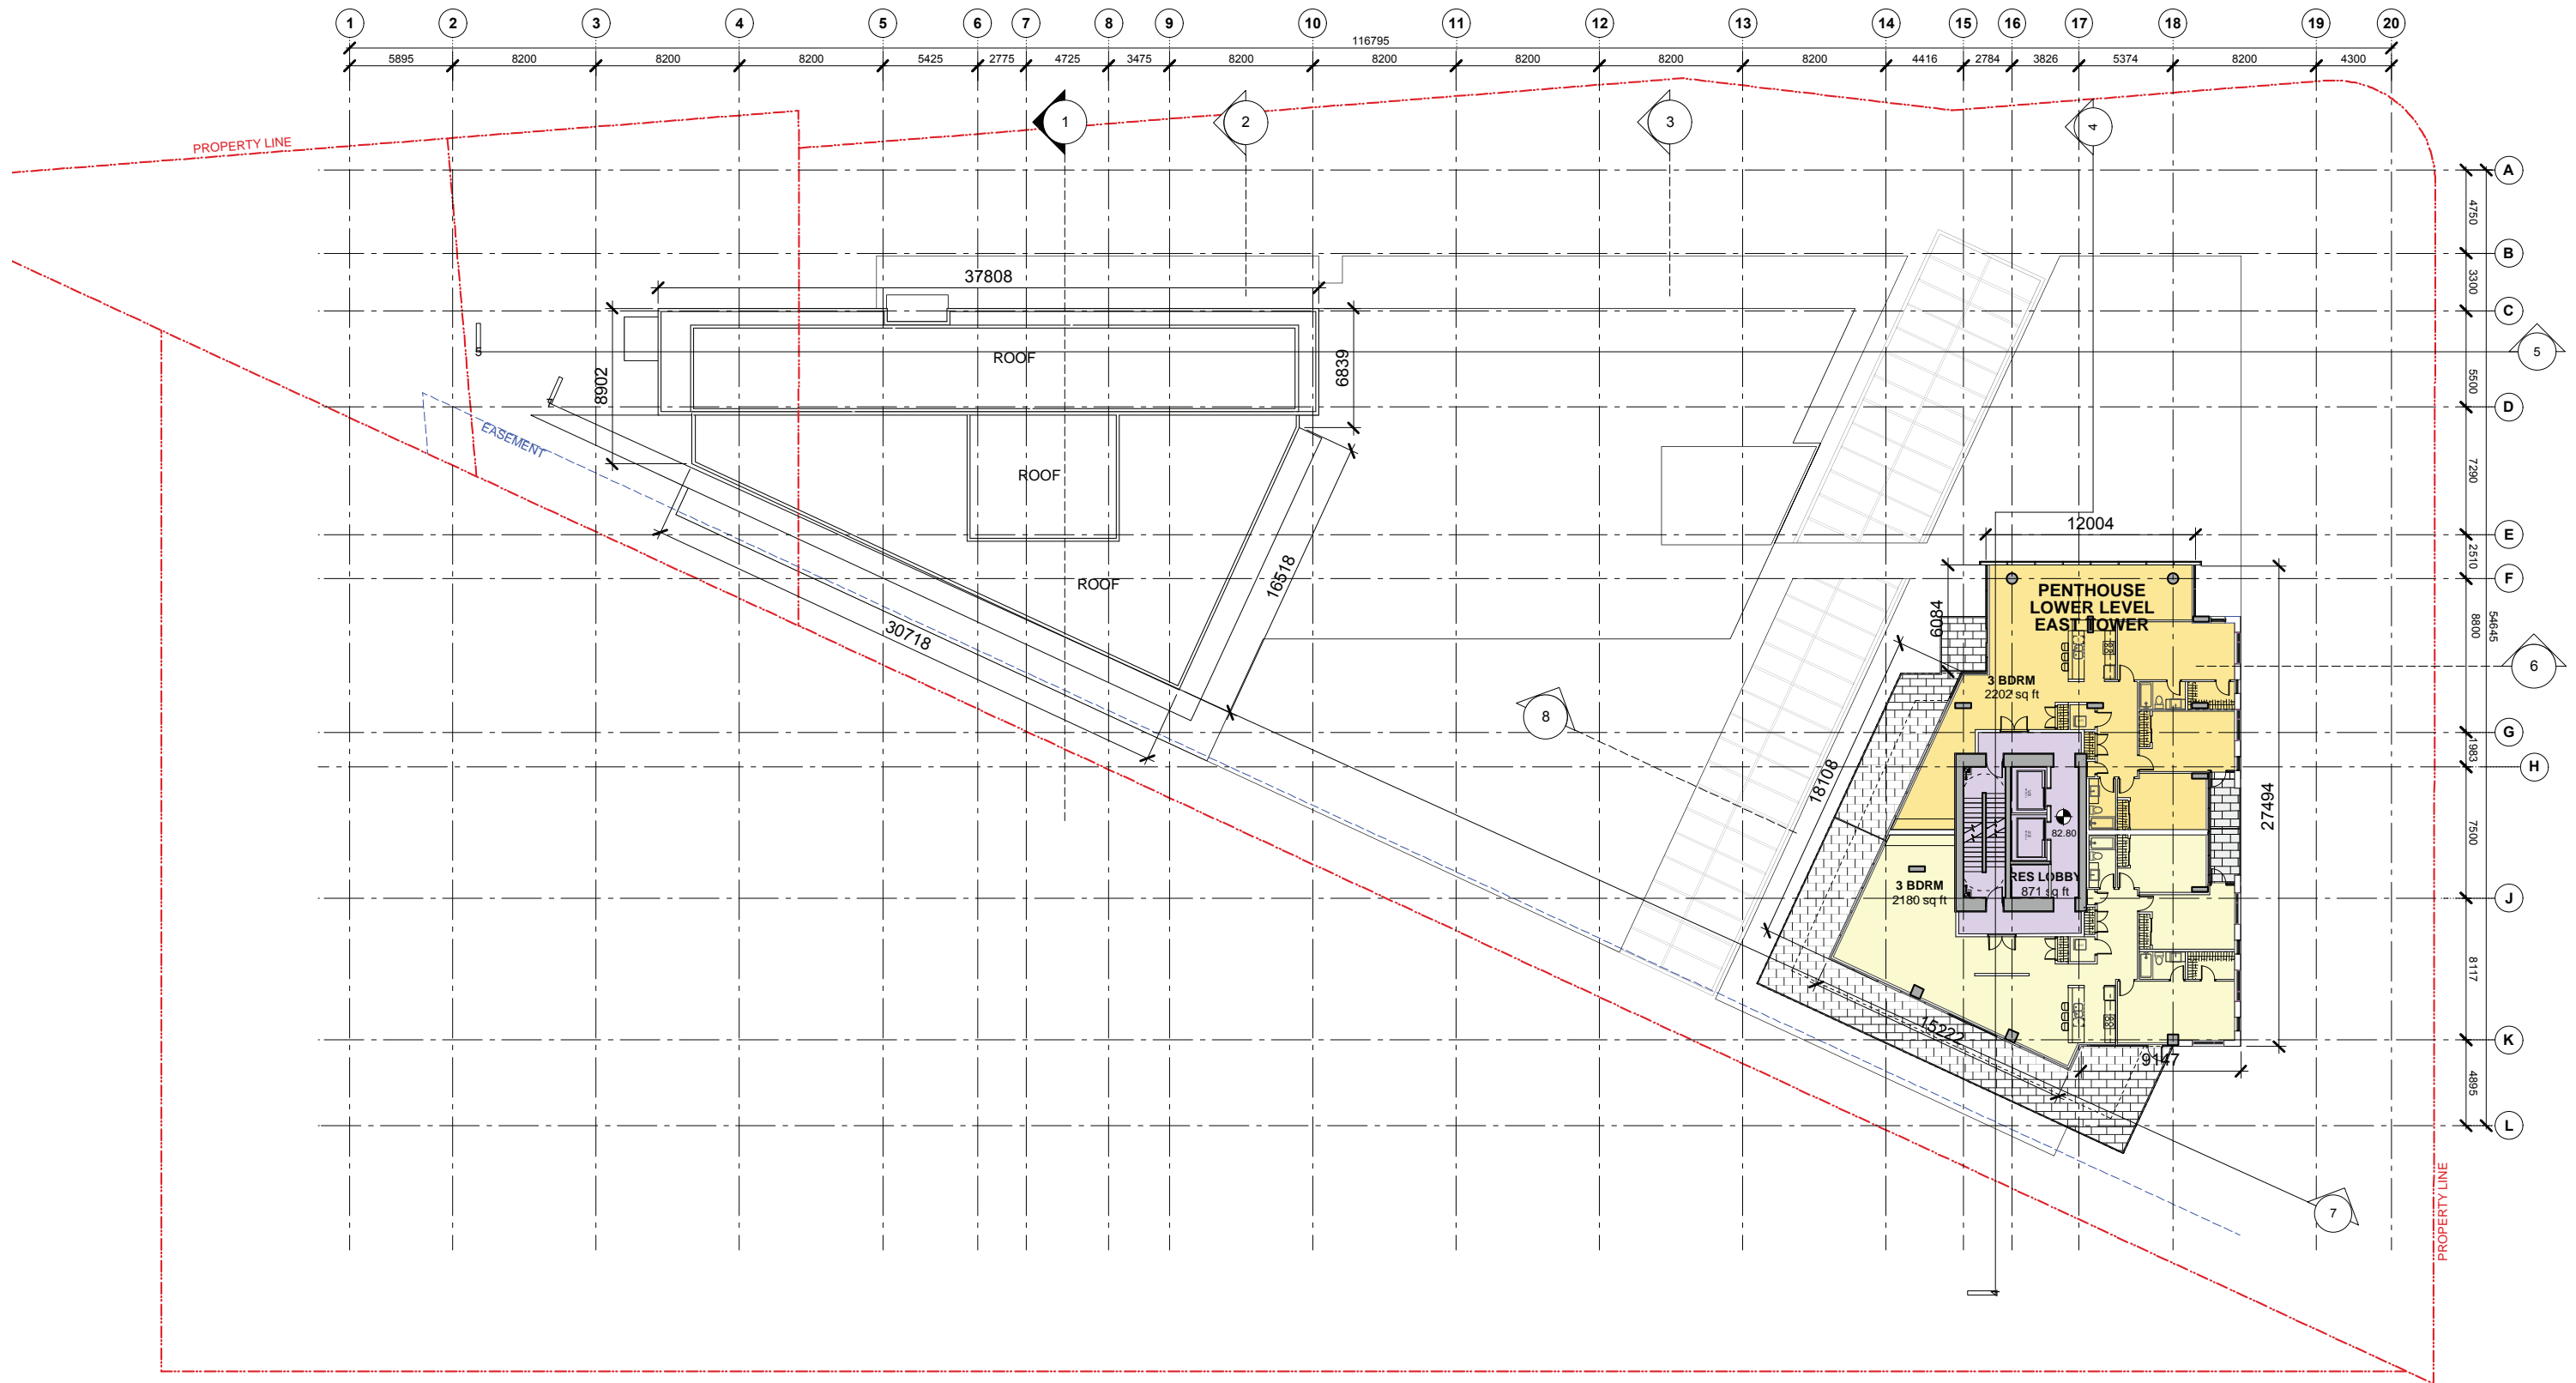 1 2 3 4 5 6 7 8 9 10 11 12 13 14 15 16 17 18 19 20
116795
5895 8200 8200 8200 5425 2775 4725 3475 8200 8200 8200 8200 8200 4416 2784 3826 5374 8200 4300
PROPERTY LINE
1 2 3 4
A
4750
B
3300
C
5500
D
7290
E
2510
F
8800
54645
G
1983
H
7500
J
8117
K
4895
L
37808
8902
6839
ROOF
5
5
EASEMENT
ROOF
ROOF
16518
30718
12004
6084
PENTHOUSE
LOWER LEVEL
EAST TOWER
6
3 BDRM
2202 sq ft
8
18108
27494
82.80
RES LOBBY
871 sq ft
3 BDRM
2180 sq ft
15222
9147
7
PROPERTY LINE